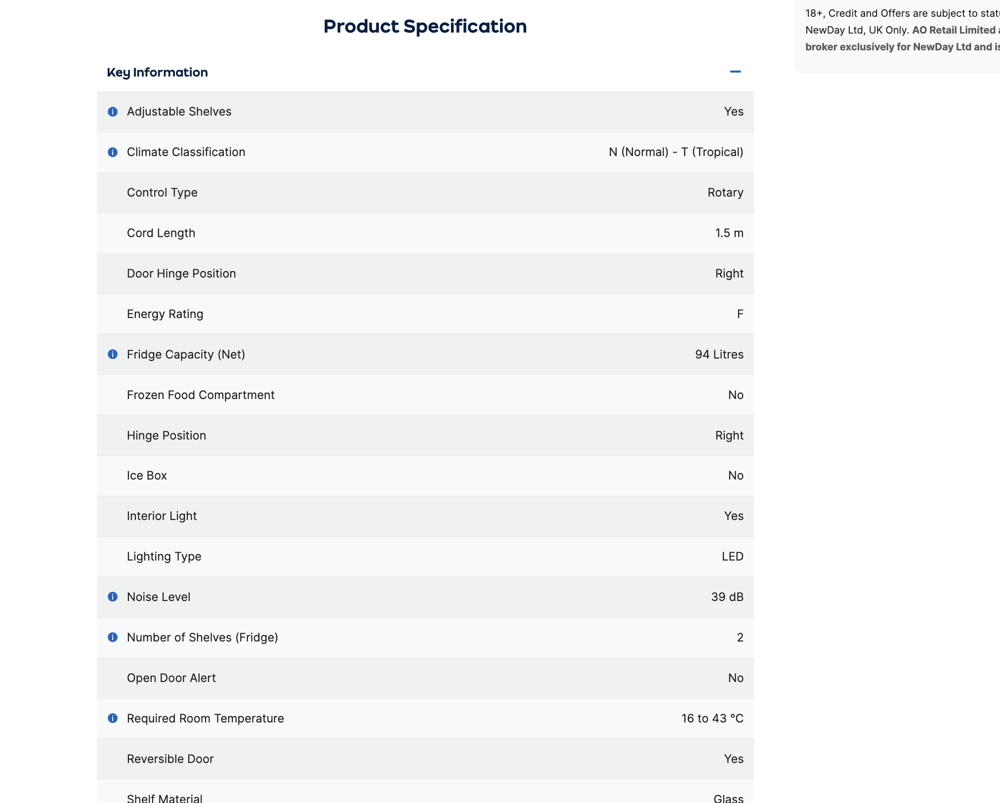 Product Specification
Key Information
Adjustable Shelves Yes
Climate Classification N (Normal) - T (Tropical)
Control Type Rotary
Cord Length 1.5 m
Door Hinge Position Right
Energy Rating F
Fridge Capacity (Net) 94 Litres
Frozen Food Compartment No
Hinge Position Right
Ice Box No
Interior Light Yes
Lighting Type LED
Noise Level 39 dB
Number of Shelves (Fridge) 2
Open Door Alert No
Required Room Temperature 16 to 43 °C
Reversible Door Yes
Shelf Material Glass
18+, Credit and Offers are subject to
NewDay Ltd, UK Only. AO Retail Limited
broker exclusively for NewDay Ltd and